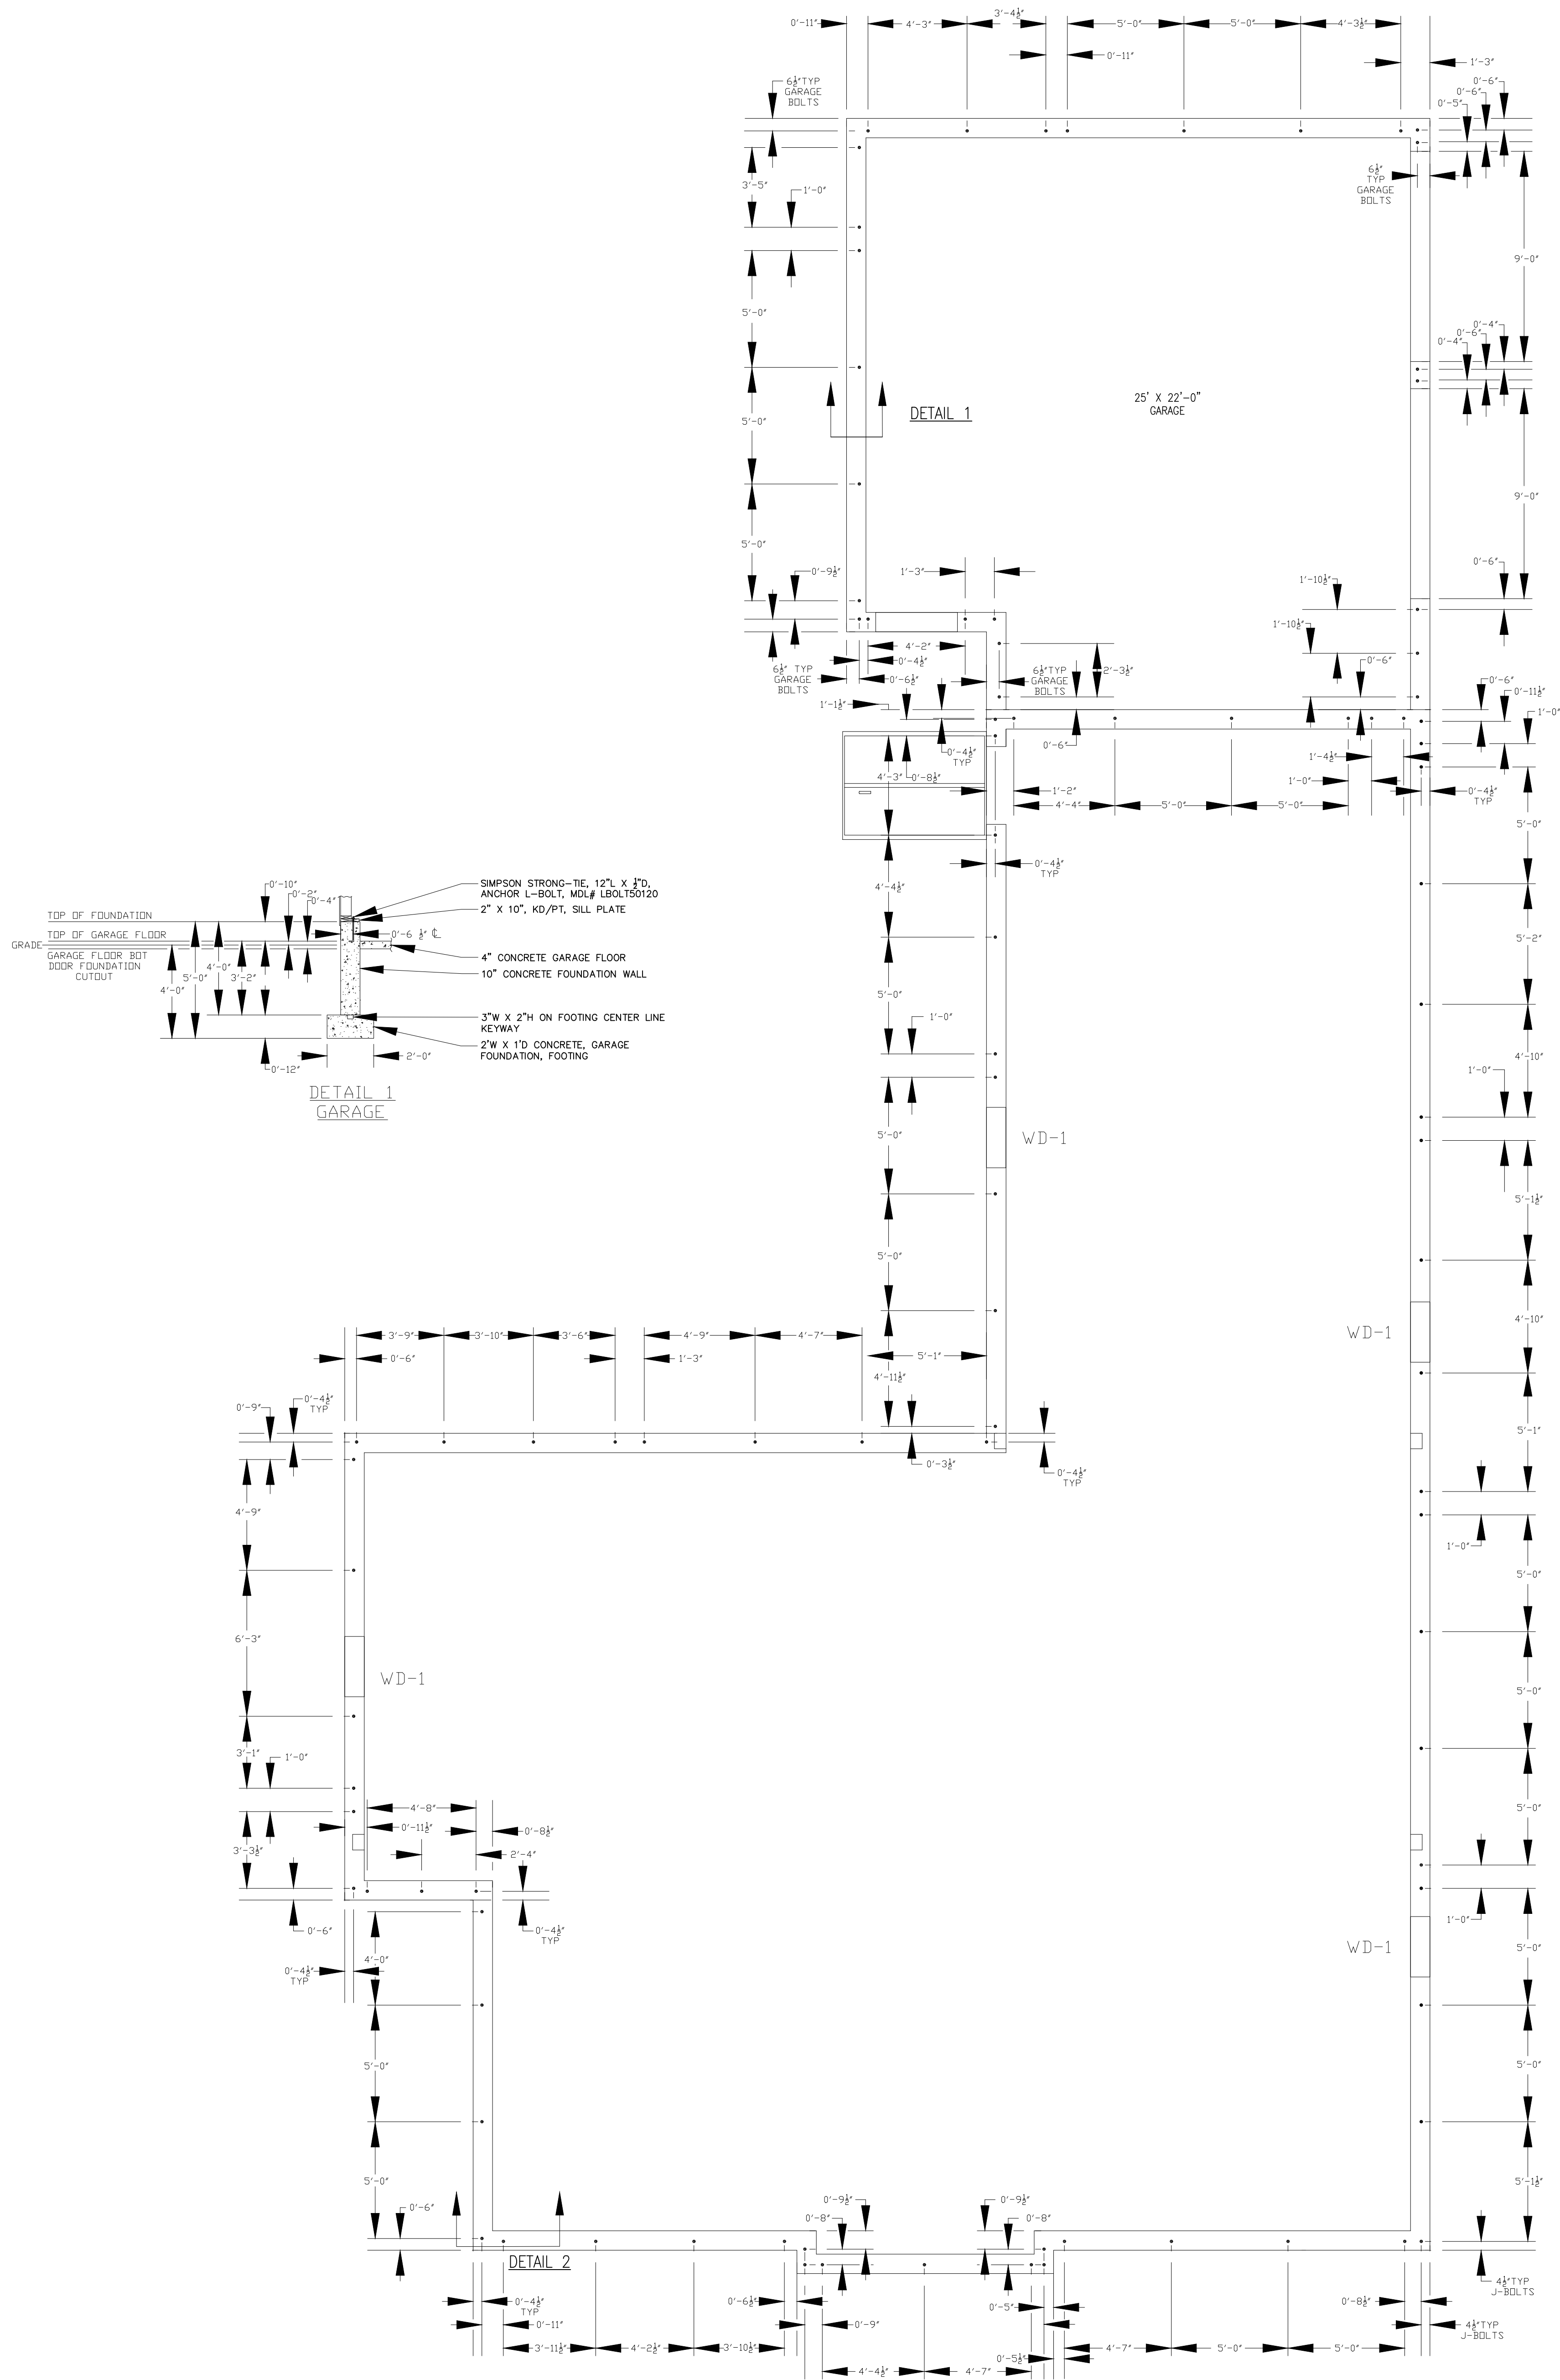 0'-11"
4'-3"
3'-4½"
5'-0"
5'-0"
4'-3½"
0'-11"
1'-3"
6½"TYP
GARAGE
BOLTS
0'-6"
0'-6"
0'-5"
3'-5"
1'-0"
6½"
TYP
GARAGE
BOLTS
9'-0"
5'-0"
0'-4"
0'-6"
0'-4"
25' X 22'-0"
GARAGE
DETAIL 1
5'-0"
9'-0"
5'-0"
0'-9½"
1'-3"
0'-6"
1'-10½"
1'-10½"
4'-2"
0'-4½"
0'-6½"
6½" TYP
GARAGE
BOLTS
6½"TYP
GARAGE
BOLTS
2'-3½"
0'-6"
0'-6"
0'-11½"
1'-0"
1'-1½"
0'-4½"
TYP
0'-6"
4'-3"
0'-8½"
1'-4½"
1'-0"
1'-2"
0'-4½"
TYP
4'-4"
5'-0"
5'-0"
5'-0"
0'-4½"
TYP
4'-4½"
5'-2"
0'-10"
0'-2"
0'-4"
SIMPSON STRONG-TIE, 12"L X ½"D,
ANCHOR L-BOLT, MDL# LBOLT50120
2" X 10", KD/PT, SILL PLATE
TOP OF FOUNDATION
TOP OF GARAGE FLOOR
0'-6 ½" ℄
GRADE
GARAGE FLOOR BOT
DOOR FOUNDATION
CUTOUT
4" CONCRETE GARAGE FLOOR
4'-0"
5'-0"
3'-2"
4'-0"
10" CONCRETE FOUNDATION WALL
3"W X 2"H ON FOOTING CENTER LINE
KEYWAY
2'W X 1'D CONCRETE, GARAGE
FOUNDATION, FOOTING
2'-0"
0'-12"
DETAIL 1
GARAGE
5'-0"
1'-0"
4'-10"
1'-0"
5'-0"
WD-1
5'-1½"
5'-0"
4'-10"
WD-1
3'-9"
3'-10"
3'-6"
4'-9"
4'-7"
0'-6"
1'-3"
5'-1"
4'-11½"
0'-9"
0'-4½"
TYP
5'-1"
0'-3½"
0'-4½"
TYP
4'-9"
1'-0"
5'-0"
6'-3"
WD-1
5'-0"
3'-1"
1'-0"
4'-8"
0'-11½"
0'-8½"
5'-0"
3'-3½"
2'-4"
0'-6"
0'-4½"
TYP
1'-0"
WD-1
5'-0"
0'-4½"
TYP
4'-0"
5'-0"
5'-0"
5'-0"
5'-1½"
0'-6"
0'-9½"
0'-8"
0'-9½"
0'-8"
DETAIL 2
4½"TYP
J-BOLTS
0'-4½"
TYP
0'-11"
0'-6½"
0'-9"
0'-5"
0'-8½"
4½"TYP
J-BOLTS
3'-11½"
4'-2½"
3'-10½"
4'-7"
5'-0"
5'-0"
0'-5½"
4'-4½"
4'-7"